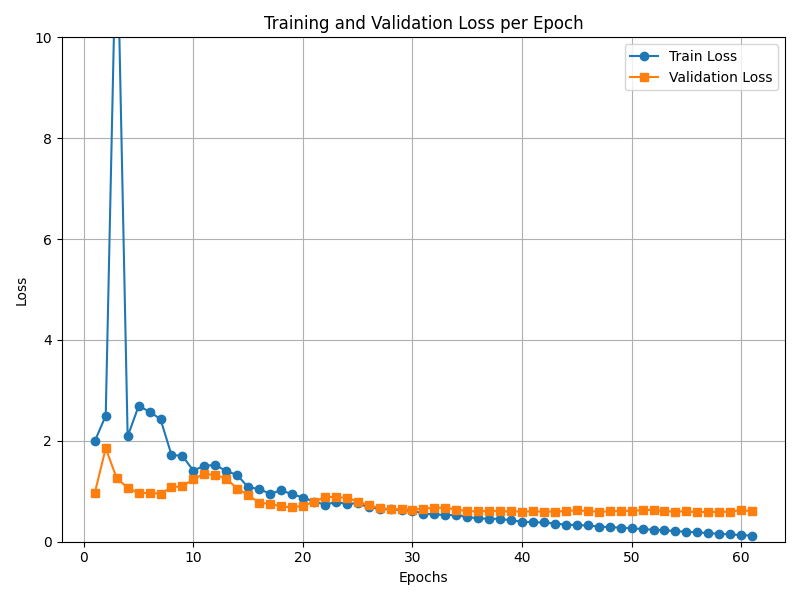 Training and Validation Loss per Epoch
10
8
6
4
2
0
Loss
Train Loss
Validation Loss
0 10 20 30 40 50 60
Epochs